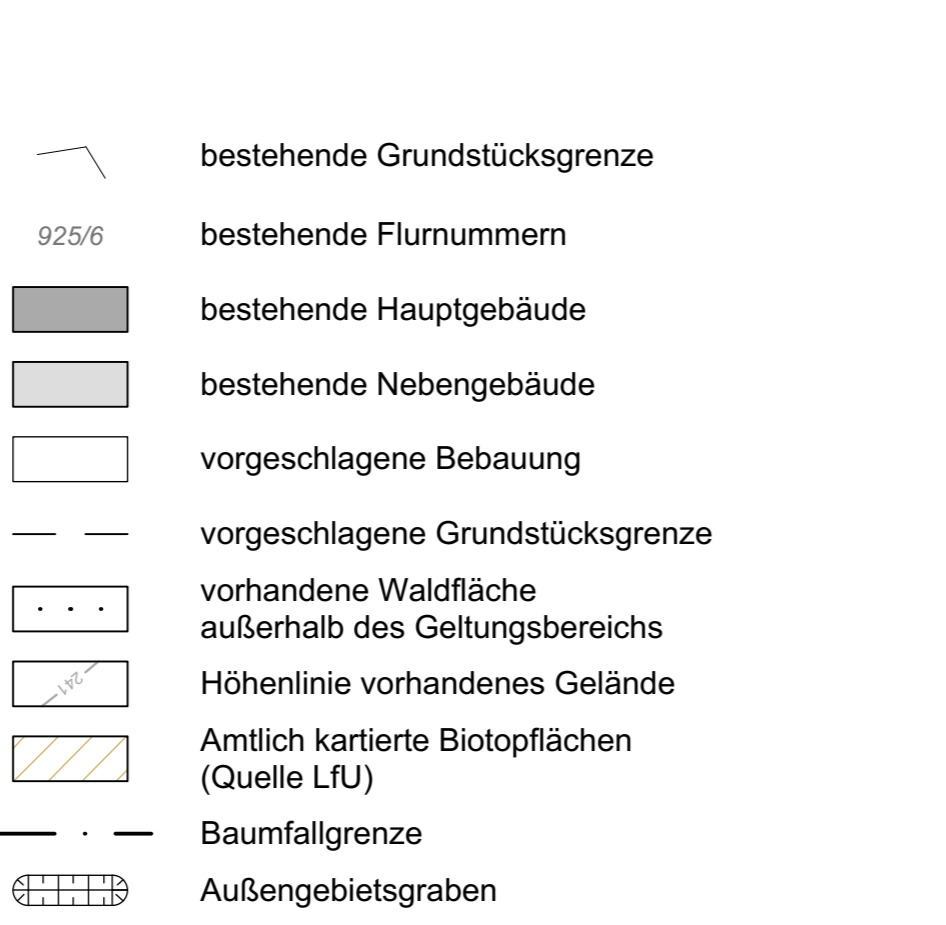 bestehende Grundstücksgrenze
925/6 bestehende Flurnummern
bestehende Hauptgebäude
bestehende Nebengebäude
vorgeschlagene Bebauung
vorgeschlagene Grundstücksgrenze
vorhandene Waldfläche
außerhalb des Geltungsbereichs
241 Höhenlinie vorhandenes Gelände
Amtlich kartierte Biotopflächen
(Quelle LfU)
Baumfallgrenze
Außengebietsgraben